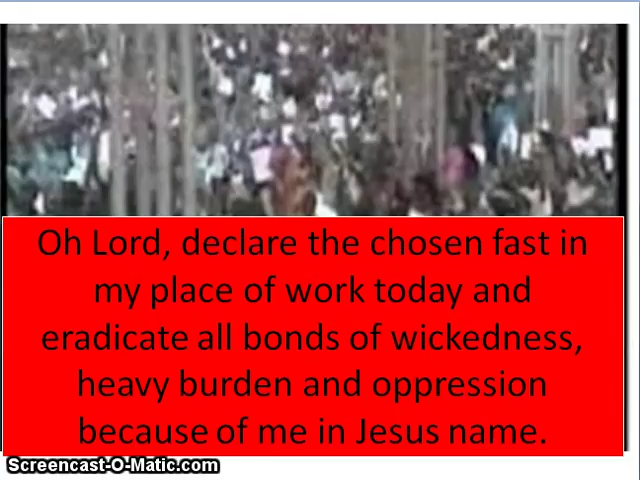 Oh Lord, declare the chosen fast in
my place of work today and
eradicate all bonds of wickedness,
heavy burden and oppression
because of me in Jesus name.
Screencast-O-Matic.com